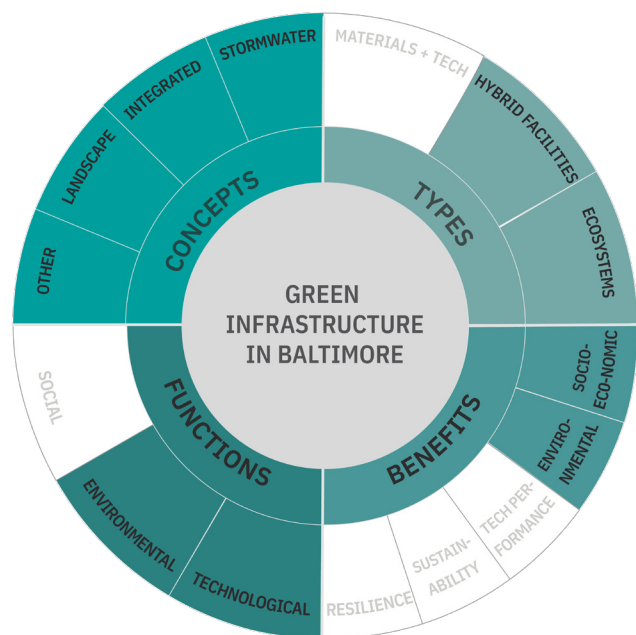 GREEN
INFRASTRUCTURE
IN BALTIMORE
CONCEPTS
OTHER
LANDSCAPE
INTEGRATED
STORMWATER
TYPES
MATERIALS + TECH
HYBRID FACILITIES
ECOSYSTEMS
BENEFITS
SOCIO-
ECO-NOMIC
ENVIRO-
NMENTAL
TECH PER-
FORMANCE
SUSTAIN-
ABILITY
RESILIENCE
FUNCTIONS
TECHNOLOGICAL
ENVIRONMENTAL
SOCIAL